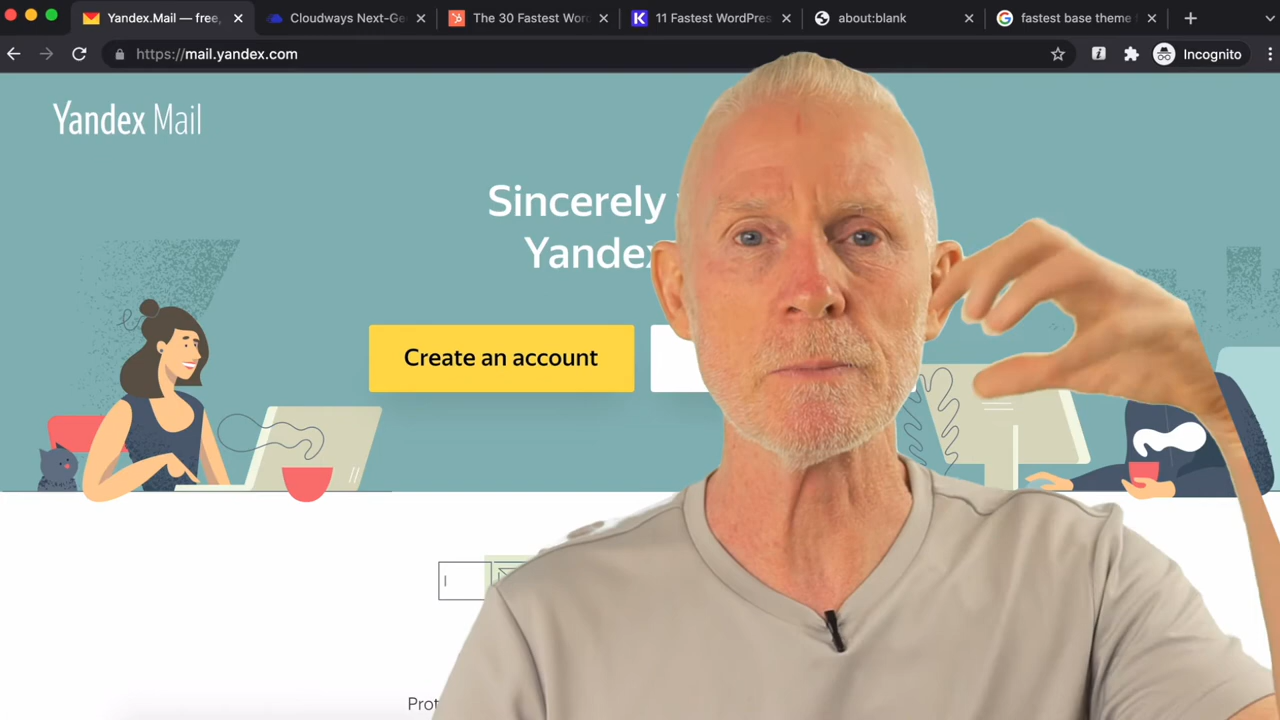 Yandex.Mail — free,
Cloudways Next-Ge
The 30 Fastest Wor
11 Fastest WordPres
about:blank
fastest base theme f
https://mail.yandex.com
Incognito
Yandex Mail
Sincerely
Yandex
Create an account
Prot